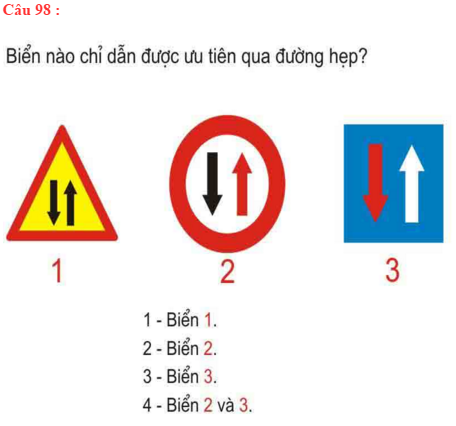 Câu 98 :
Biển nào chỉ dẫn được ưu tiên qua đường hẹp?
1 2 3
1 - Biển 1.
2 - Biển 2.
3 - Biển 3.
4 - Biển 2 và 3.